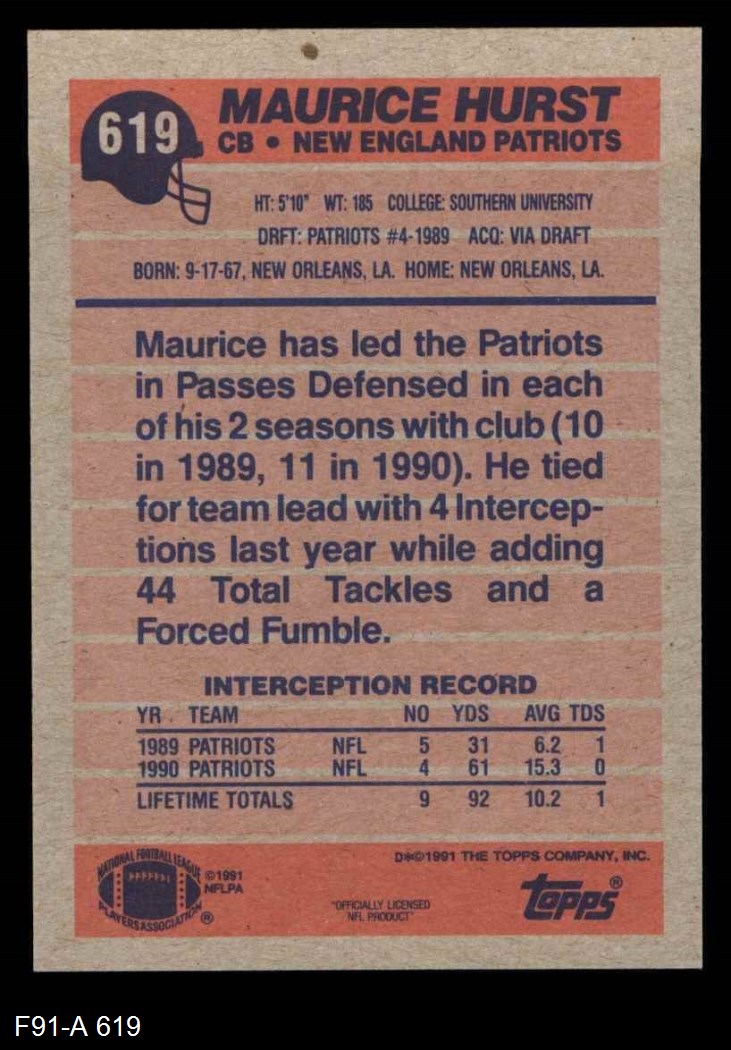 619
MAURICE HURST
CB • NEW ENGLAND PATRIOTS
HT: 5'10" WT: 185 COLLEGE: SOUTHERN UNIVERSITY
DRFT: PATRIOTS #4-1989 ACQ: VIA DRAFT
BORN: 9-17-67, NEW ORLEANS, LA. HOME: NEW ORLEANS, LA.
Maurice has led the Patriots
in Passes Defensed in each
of his 2 seasons with club (10
in 1989, 11 in 1990). He tied
for team lead with 4 Intercep-
tions last year while adding
44 Total Tackles and a
Forced Fumble.
INTERCEPTION RECORD
YR TEAM NO YDS AVG TDS
1989 PATRIOTS NFL 5 31 6.2 1
1990 PATRIOTS NFL 4 61 15.3 0
LIFETIME TOTALS 9 92 10.2 1
NATIONAL FOOTBALL LEAGUE
PLAYERS ASSOCIATION ®
©1991
NFLPA
"OFFICIALLY LICENSED
NFL PRODUCT"
D*©1991 THE TOPPS COMPANY, INC.
Topps®
F91-A 619